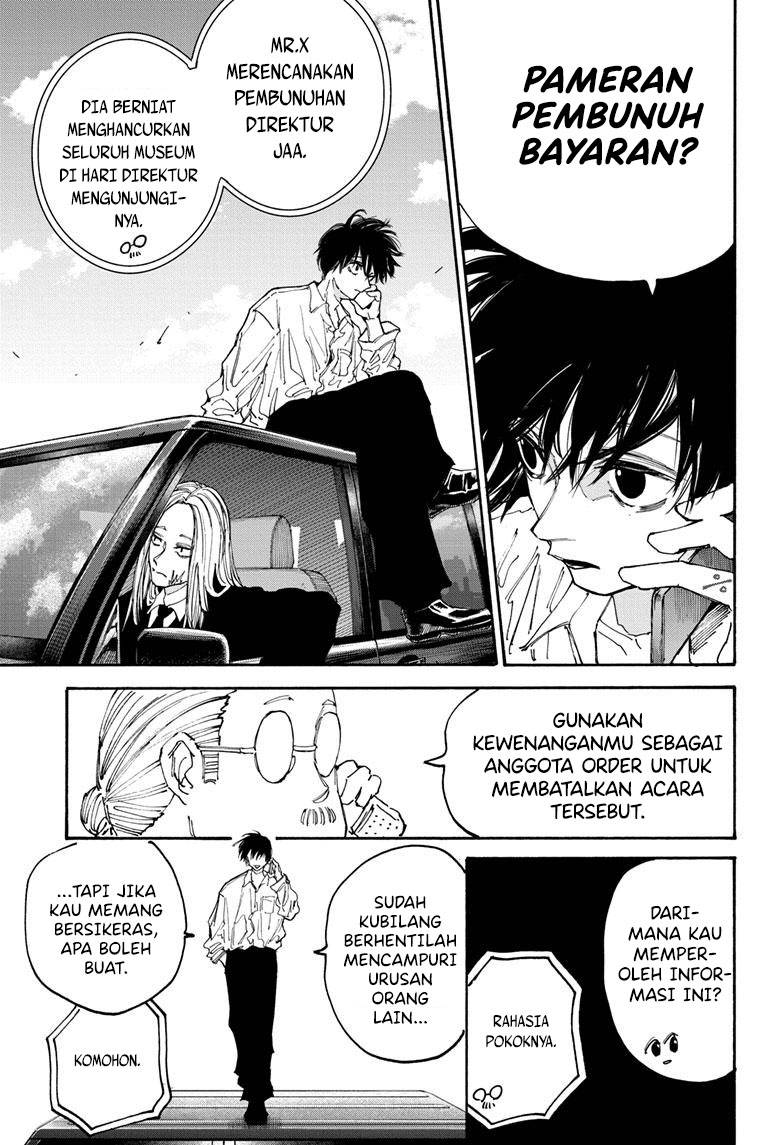 PAMERAN
PEMBUNUH
BAYARAN?
MR.X
MERENCANAKAN
PEMBUNUHAN
DIREKTUR
JAA.
DIA BERNIAT
MENGHANCURKAN
SELURUH MUSEUM
DI HARI DIREKTUR
MENGUNJUNGI-
NYA.
GUNAKAN
KEWENANGANMU SEBAGAI
ANGGOTA ORDER UNTUK
MEMBATALKAN ACARA
TERSEBUT.
DARI-
MANA KAU
MEMPER-
OLEH INFOR-
MASI INI?
RAHASIA
POKOKNYA.
SUDAH
KUBILANG
BERHENTILAH
MENCAMPURI
URUSAN
ORANG
LAIN...
...TAPI JIKA
KAU MEMANG
BERSIKERAS,
APA BOLEH
BUAT.
KOMOHON.